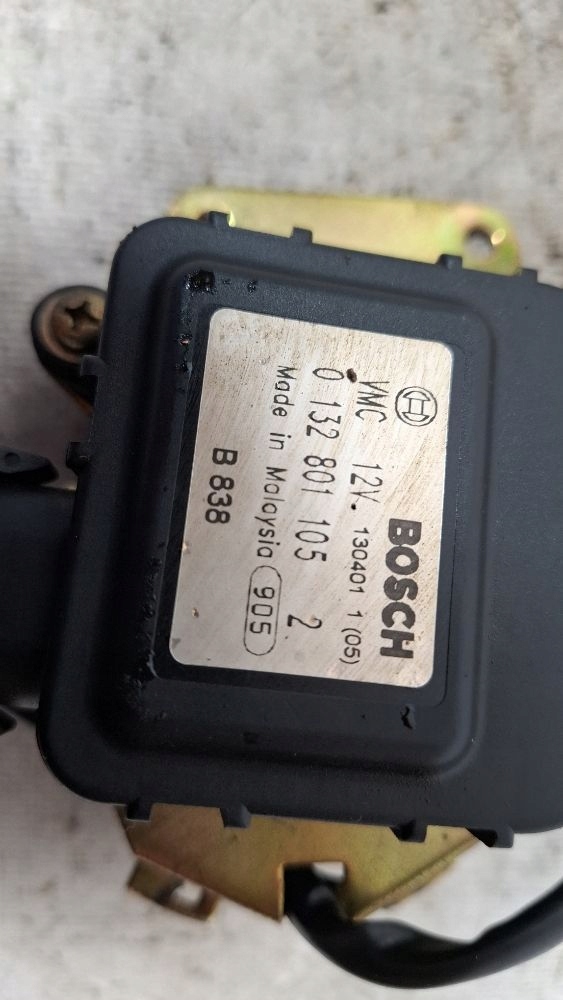 BOSCH
VMC 12V. 130401 1 (05)
0 132 801 105 2
Made in Malaysia 905
B 838